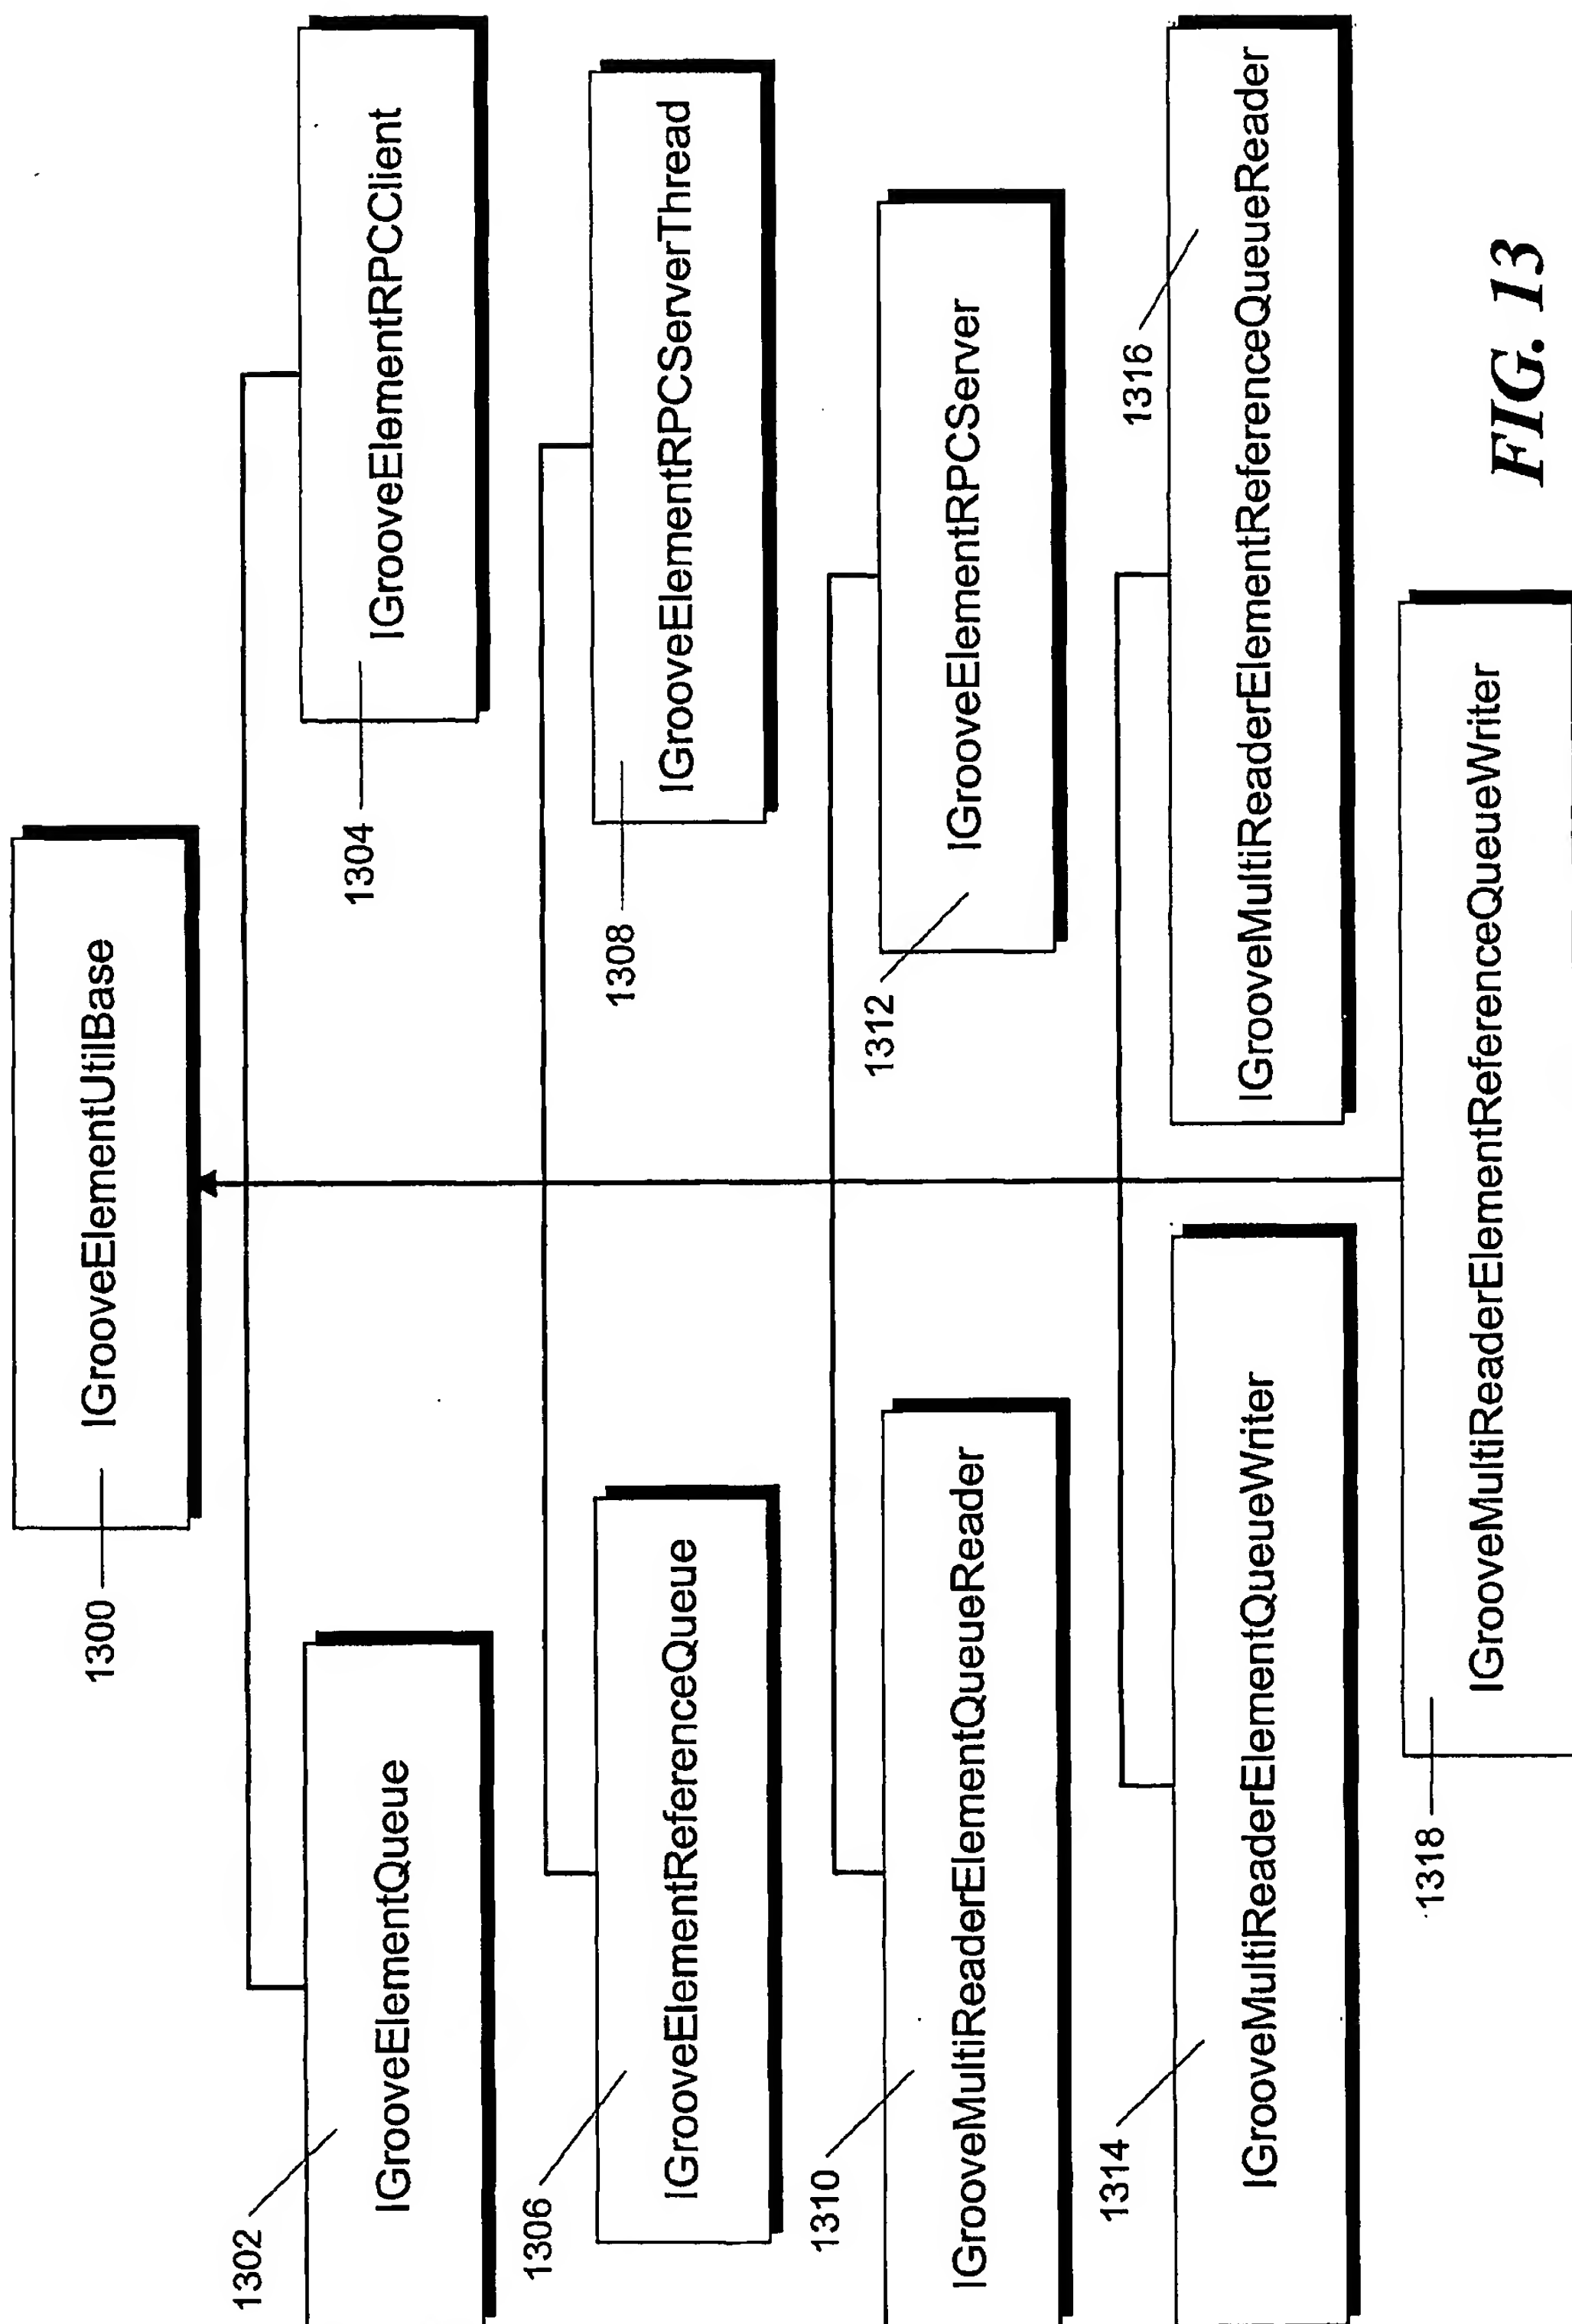 IGrooveElementUtilBase
1300
IGrooveElementQueue
1302
IGrooveElementRPCClient
1304
IGrooveElementReferenceQueue
1306
IGrooveElementRPCServerThread
1308
IGrooveMultiReaderElementQueueReader
1310
IGrooveElementRPCServer
1312
IGrooveMultiReaderElementQueueWriter
1314
IGrooveMultiReaderElementReferenceQueueReader
1316
IGrooveMultiReaderElementReferenceQueueWriter
1318
FIG. 13